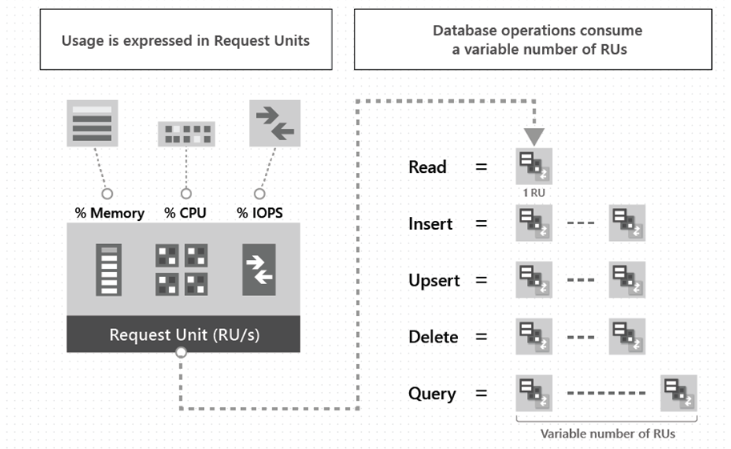 Usage is expressed in Request Units
Database operations consume
a variable number of RUs
% Memory
% CPU
% IOPS
Request Unit (RU/s)
Read =
1 RU
Insert =
Upsert =
Delete =
Query =
Variable number of RUs